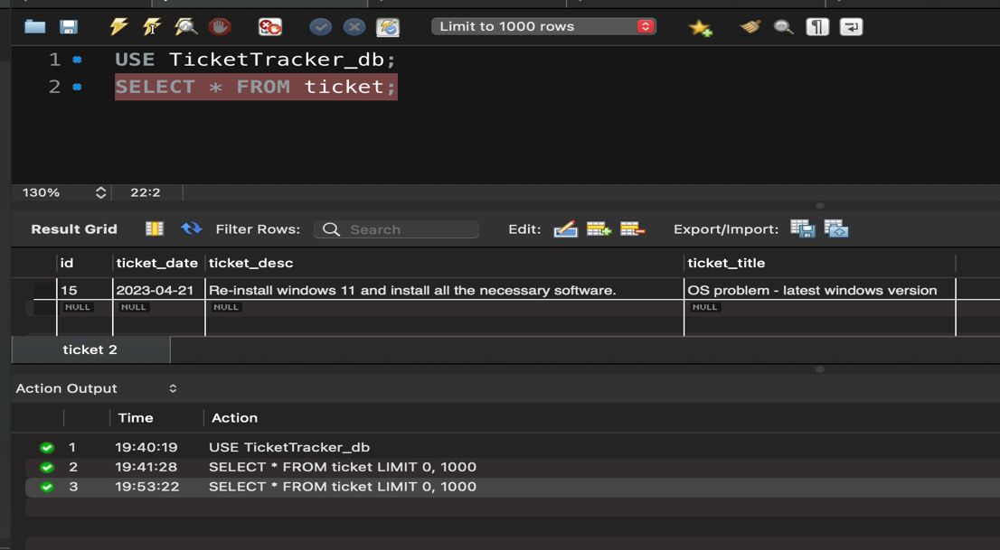 Limit to 1000 rows
1 USE TicketTracker_db;
2 SELECT * FROM ticket;
130% 22:2
Result Grid Filter Rows: Search Edit: Export/Import:
id ticket_date ticket_desc ticket_title
15 2023-04-21 Re-install windows 11 and install all the necessary software. OS problem - latest windows version
NULL NULL NULL NULL
ticket 2
Action Output
Time Action
1 19:40:19 USE TicketTracker_db
2 19:41:28 SELECT * FROM ticket LIMIT 0, 1000
3 19:53:22 SELECT * FROM ticket LIMIT 0, 1000